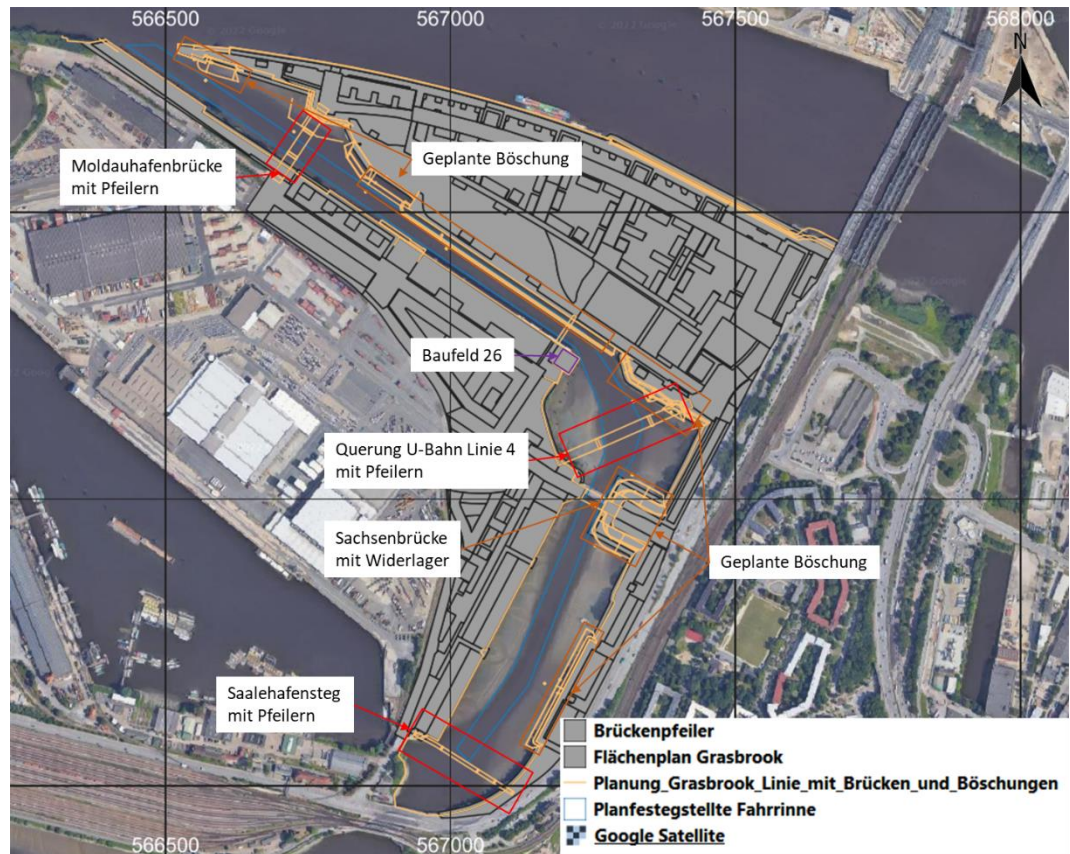 566500
567000
567500
568000
N
Moldauhafenbrücke
mit Pfeilern
Geplante Böschung
Baufeld 26
Querung U-Bahn Linie 4
mit Pfeilern
Sachsenbrücke
mit Widerlager
Geplante Böschung
Saalehafensteg
mit Pfeilern
Brückenpfeiler
Flächenplan Grasbrook
Planung_Grasbrook_Linie_mit_Brücken_und_Böschungen
Planfestegstellte Fahrrinne
Google Satellite
566500
567000